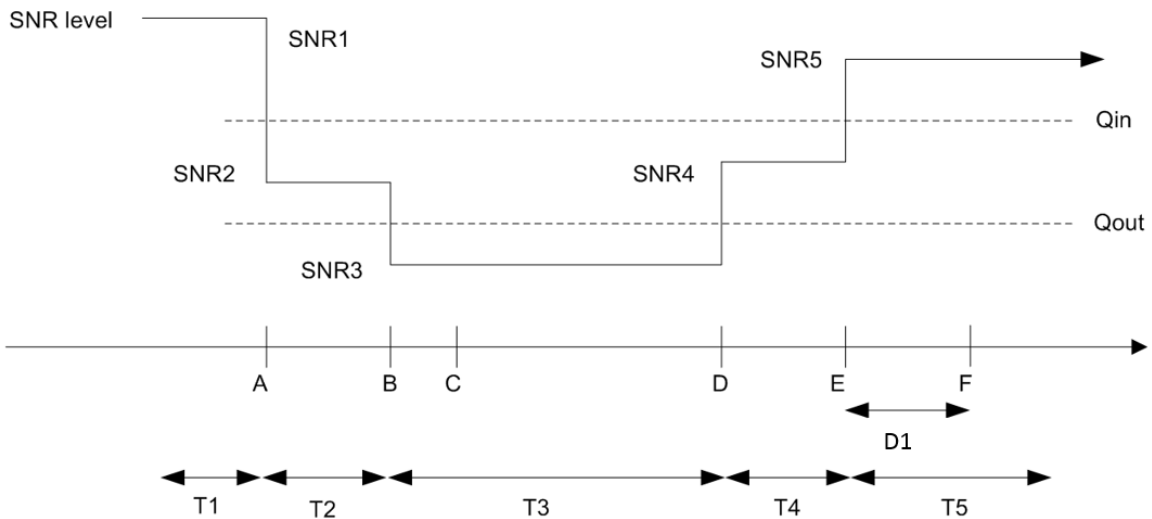 SNR level
SNR1
SNR5
Qin
SNR2
SNR4
Qout
SNR3
A
B
C
D
E
F
D1
T1
T2
T3
T4
T5